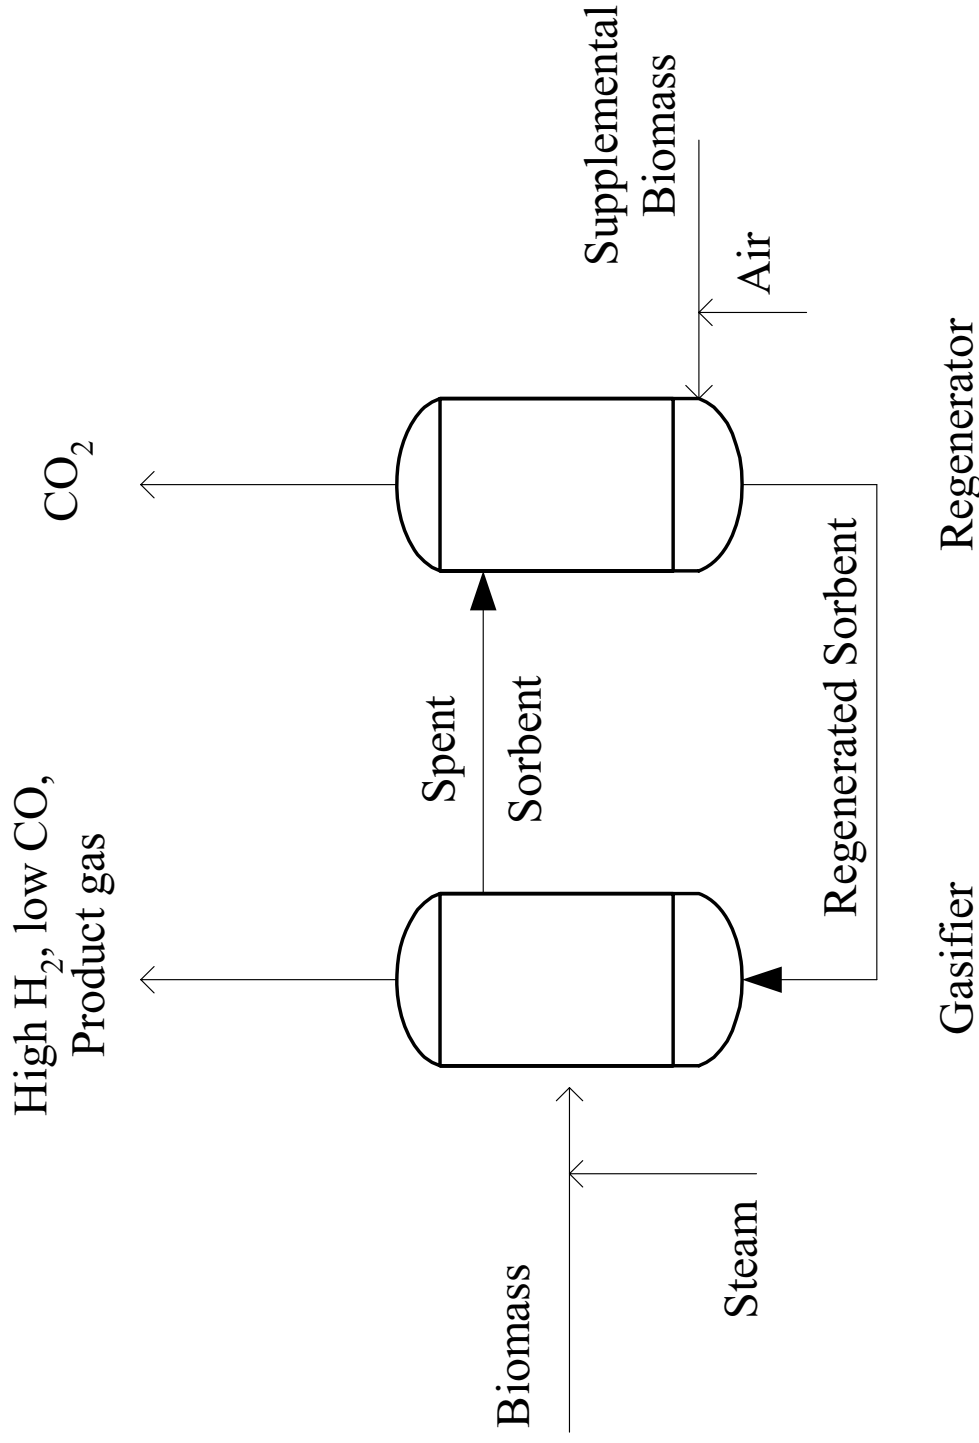 High H2, low CO,
Product gas
CO2
Spent
Sorbent
Supplemental
Biomass
Air
Biomass
Steam
Regenerated Sorbent
Gasifier
Regenerator